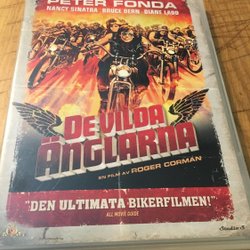 PETER FONDA
NANCY SINATRA BRUCE DERN DIANE LADD
DE VILDA
ÄNGLARNA
EN FILM AV ROGER CORMAN
"DEN ULTIMATA BIKERFILMEN!"
ALL MOVIE GUIDE